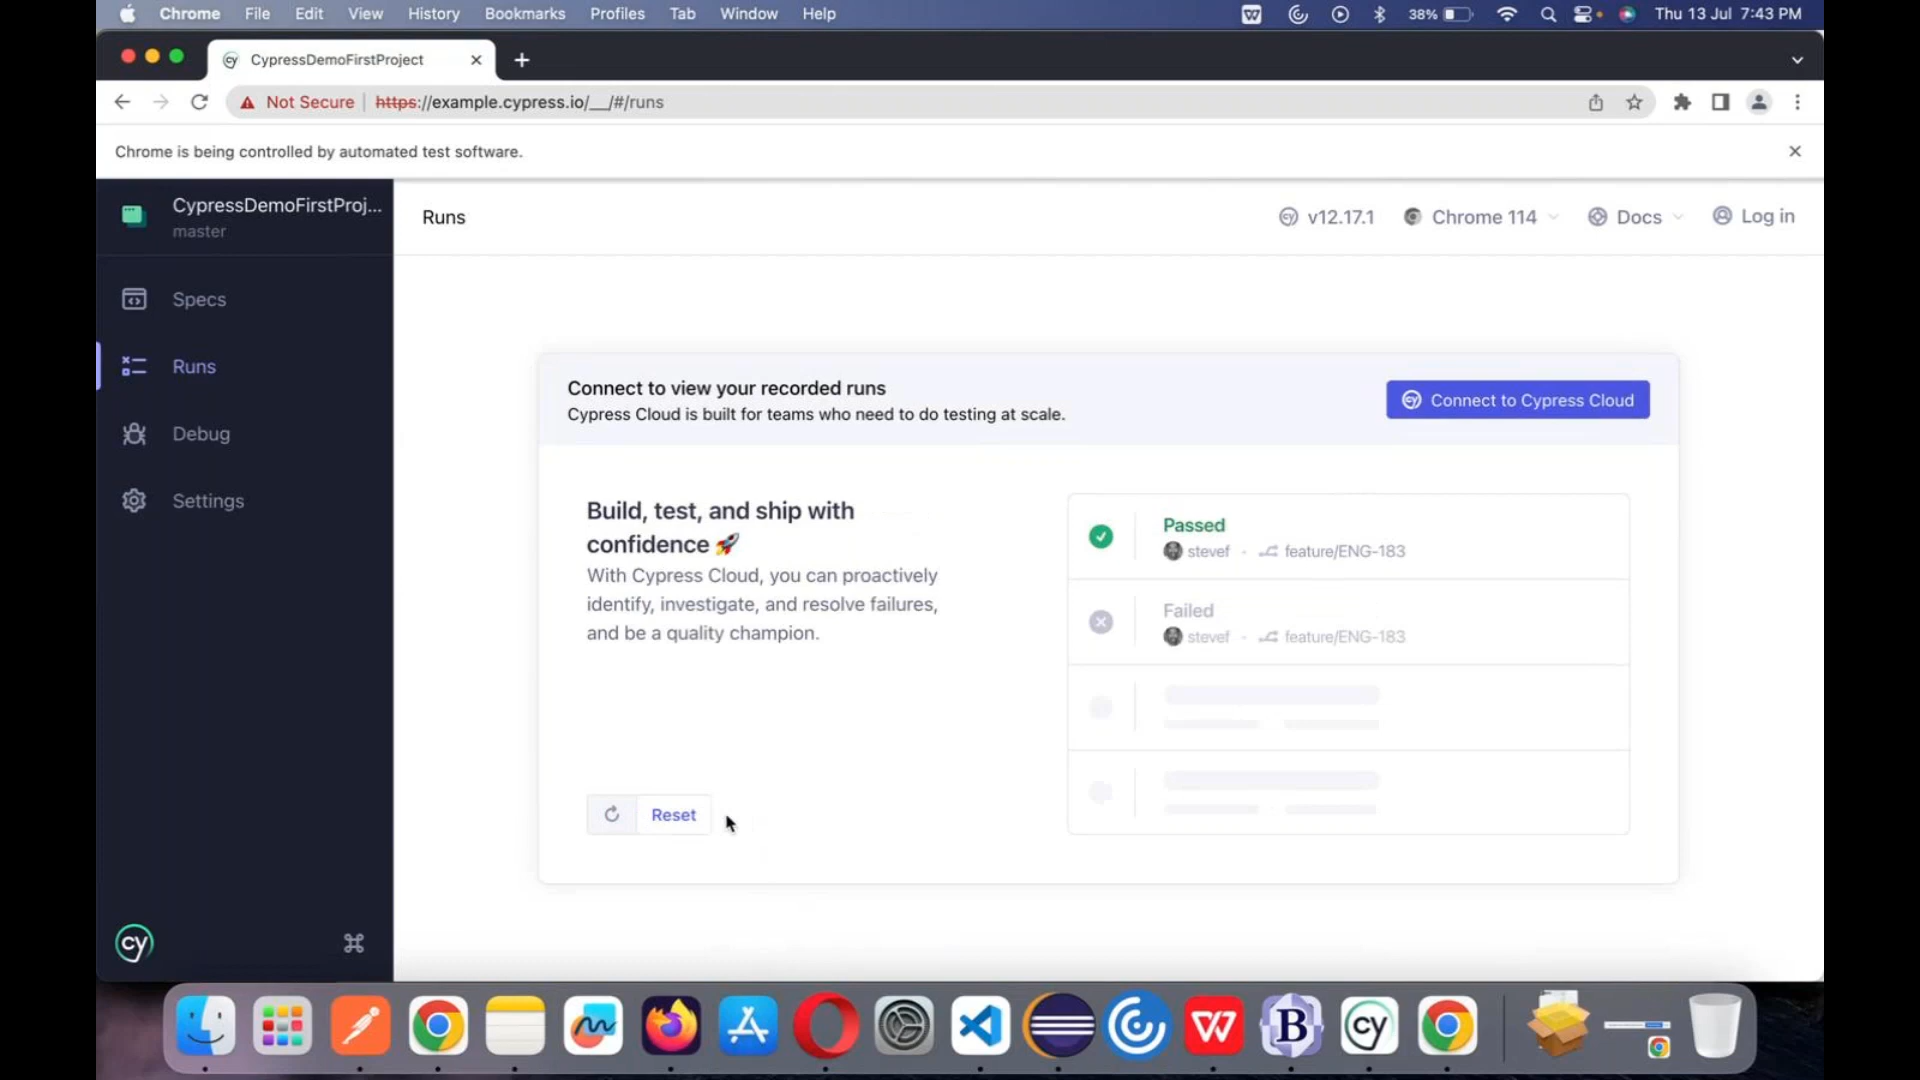 Chrome File Edit View History Bookmarks Profiles Tab Window Help 38% Thu 13 Jul 7:43 PM
CypressDemoFirstProject
Not Secure https://example.cypress.io/__/#/runs
Chrome is being controlled by automated test software.
CypressDemoFirstProj...
master
Runs
v12.17.1
Chrome 114
Docs
Log in
Specs
Runs
Debug
Settings
Connect to view your recorded runs
Cypress Cloud is built for teams who need to do testing at scale.
Connect to Cypress Cloud
Build, test, and ship with
confidence 🚀
With Cypress Cloud, you can proactively
identify, investigate, and resolve failures,
and be a quality champion.
Reset
Passed
stevef - feature/ENG-183
Failed
stevef - feature/ENG-183
cy
B
cy